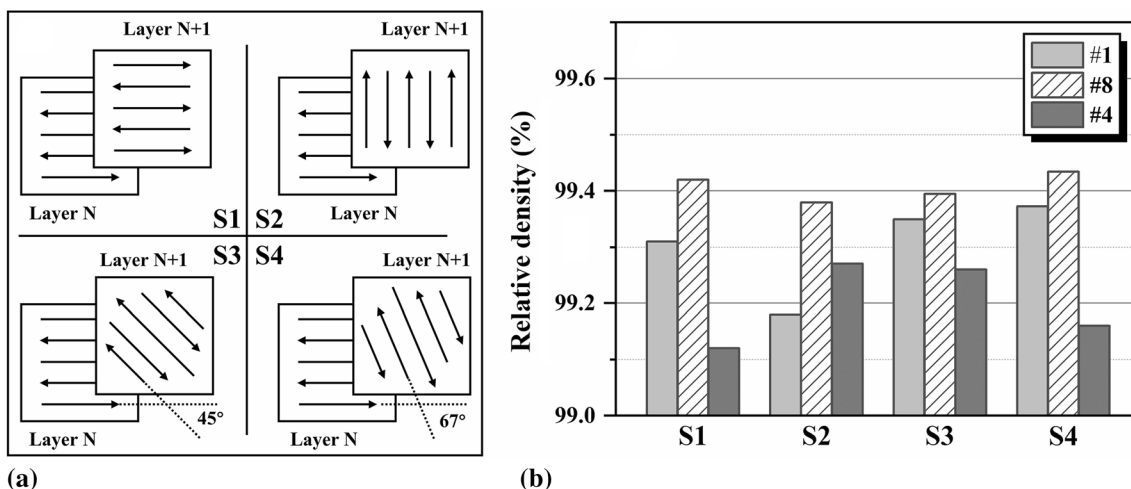 Layer N+1
Layer N
S1
Layer N+1
Layer N
S2
Layer N+1
45°
Layer N
S3
Layer N+1
67°
Layer N
S4
(a)
Relative density (%)
99.6
99.4
99.2
99.0
#1
#8
#4
S1 S2 S3 S4
(b)